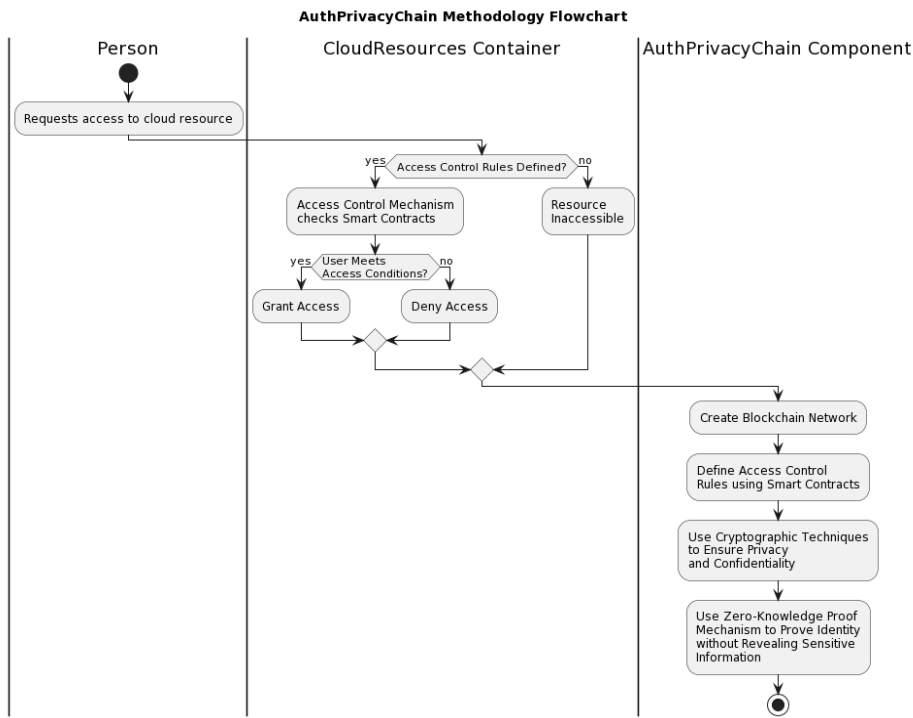 AuthPrivacyChain Methodology Flowchart
Person
CloudResources Container
AuthPrivacyChain Component
Requests access to cloud resource
yes
Access Control Rules Defined?
no
Access Control Mechanism
checks Smart Contracts
Resource
Inaccessible
yes
User Meets
Access Conditions?
no
Grant Access
Deny Access
Create Blockchain Network
Define Access Control
Rules using Smart Contracts
Use Cryptographic Techniques
to Ensure Privacy
and Confidentiality
Use Zero-Knowledge Proof
Mechanism to Prove Identity
without Revealing Sensitive
Information